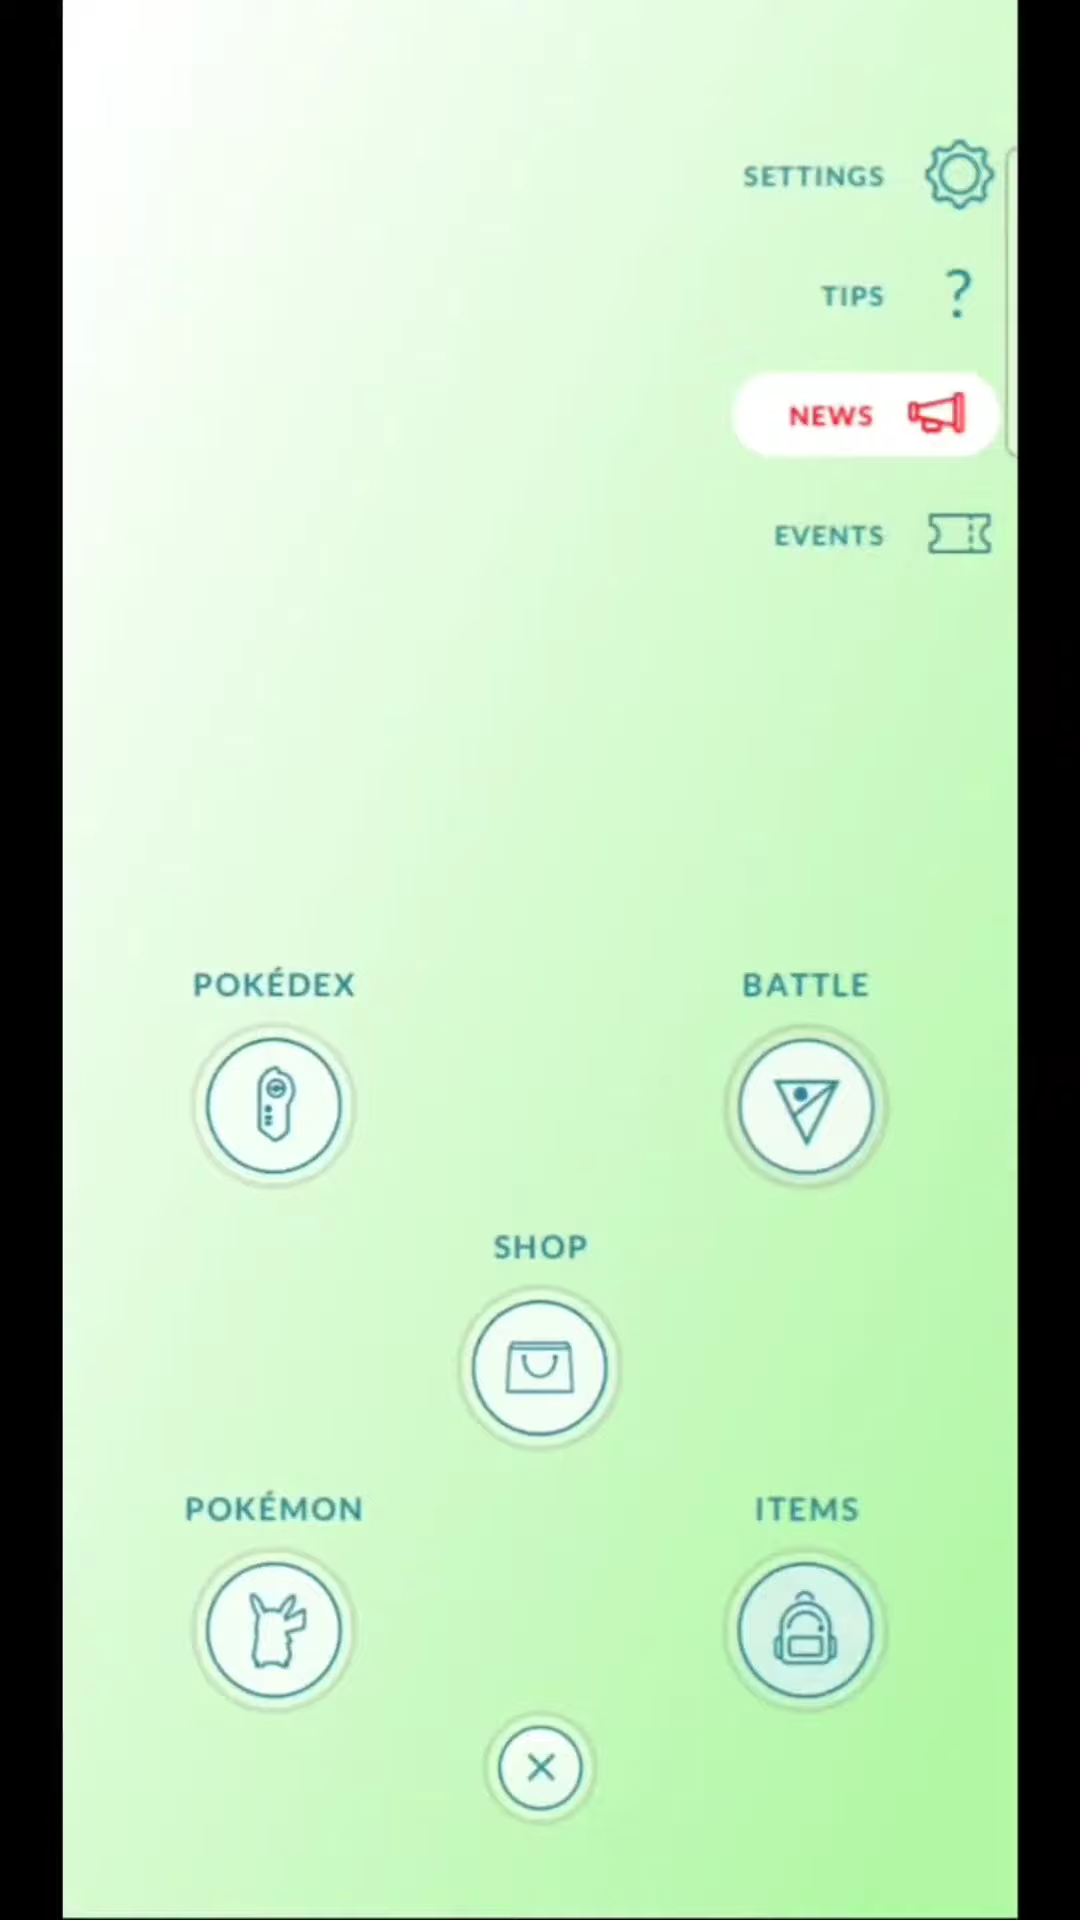 SETTINGS
TIPS
?
NEWS
EVENTS
POKÉDEX
BATTLE
SHOP
POKÉMON
ITEMS